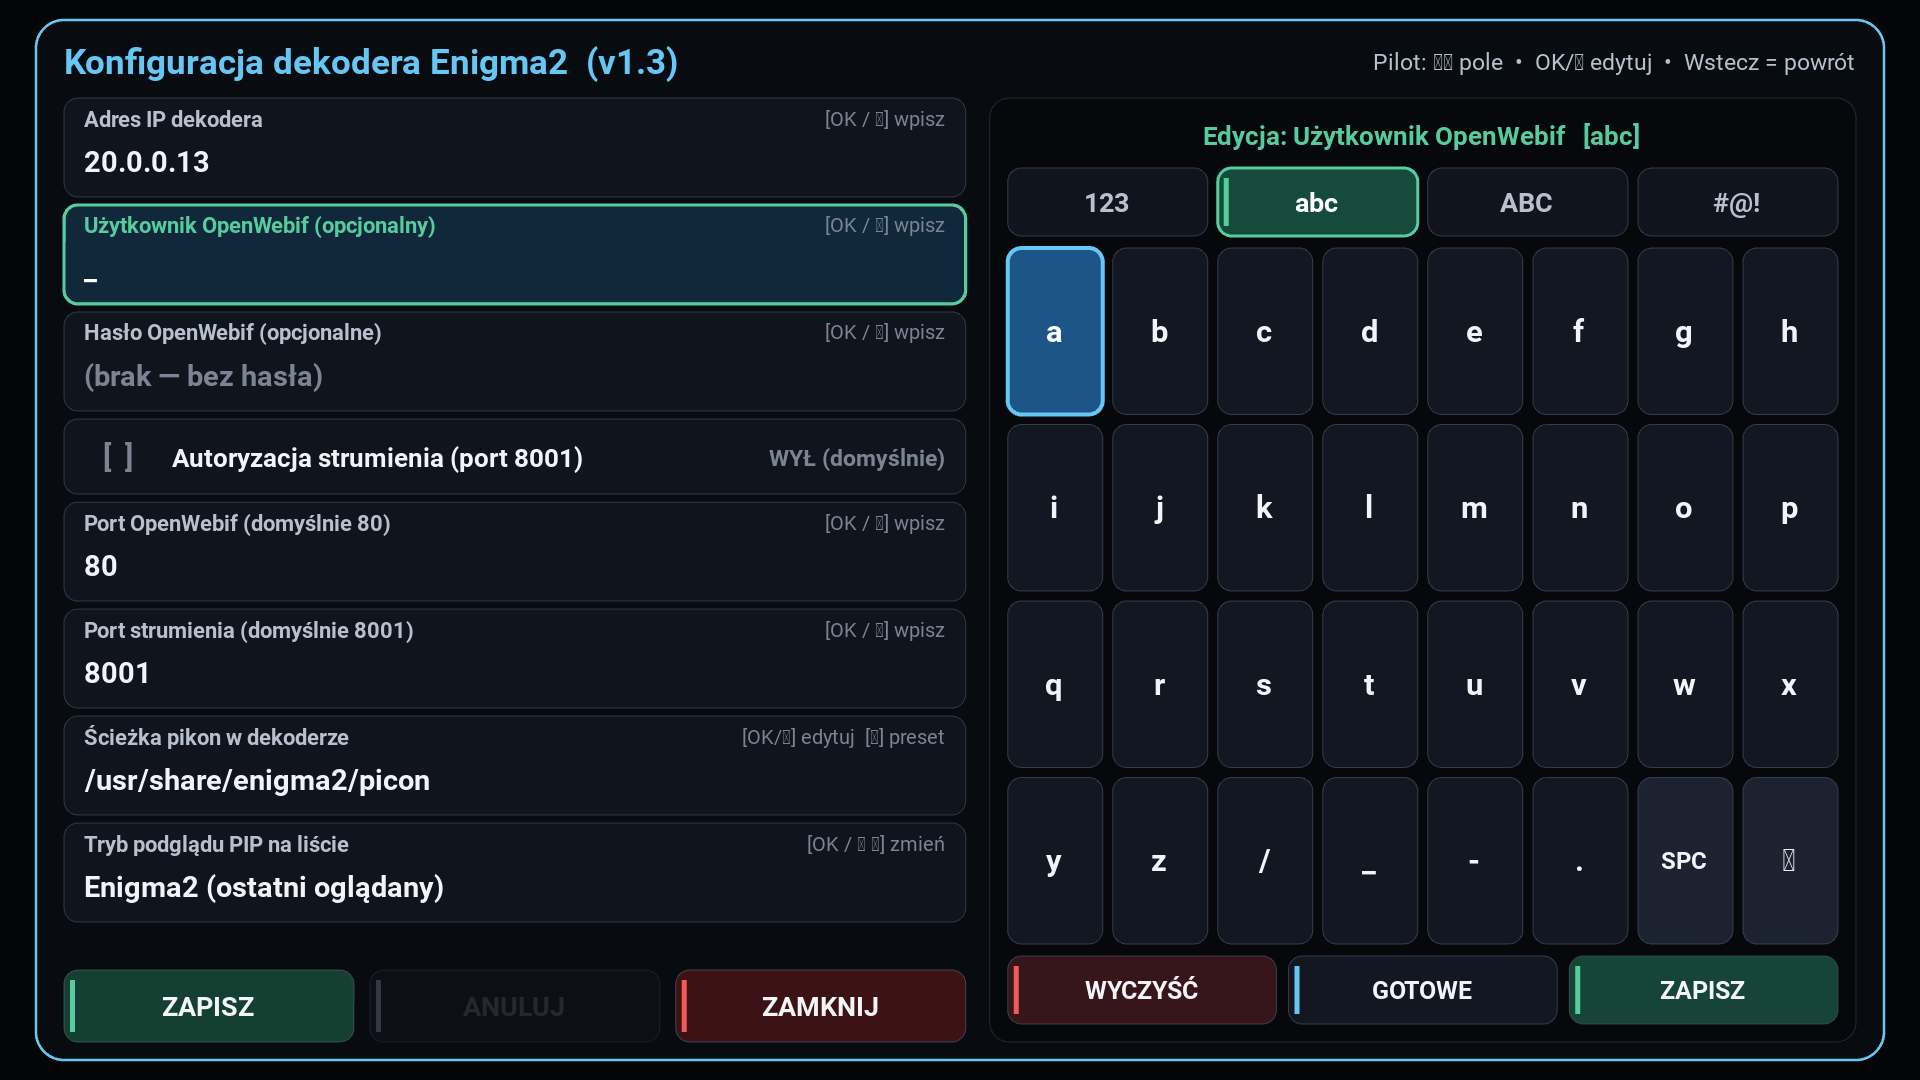 Konfiguracja dekodera Enigma2 (v1.3)
Pilot: pole • OK/ edytuj • Wstecz = powrót
Adres IP dekodera
[OK / ] wpisz
20.0.0.13
Użytkownik OpenWebif (opcjonalny)
[OK / ] wpisz
_
Hasło OpenWebif (opcjonalne)
[OK / ] wpisz
(brak — bez hasła)
[ ] Autoryzacja strumienia (port 8001)
WYŁ (domyślnie)
Port OpenWebif (domyślnie 80)
[OK / ] wpisz
80
Port strumienia (domyślnie 8001)
[OK / ] wpisz
8001
Ścieżka pikon w dekoderze
[OK/ ] edytuj [ ] preset
/usr/share/enigma2/picon
Tryb podglądu PIP na liście
[OK / ] zmień
Enigma2 (ostatni oglądany)
ZAPISZ
ANULUJ
ZAMKNIJ
Edycja: Użytkownik OpenWebif [abc]
123 abc ABC #@!
a b c d e f g h
i j k l m n o p
q r s t u v w x
y z / _ - . SPC
WYCZYŚĆ GOTOWE ZAPISZ